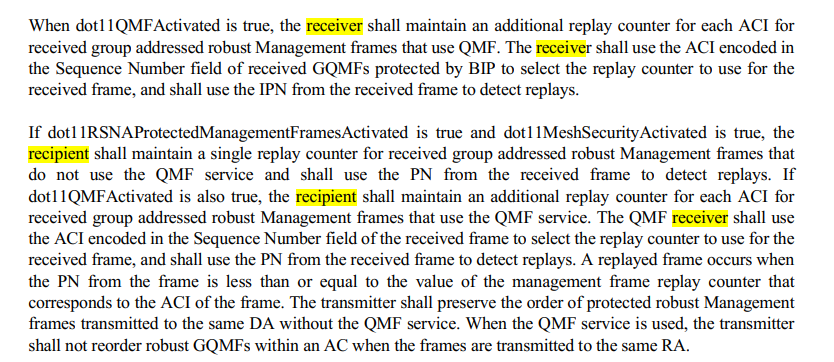 When dot11QMFActivated is true, the receiver shall maintain an additional replay counter for each ACI for
received group addressed robust Management frames that use QMF. The receiver shall use the ACI encoded in
the Sequence Number field of received GQMFs protected by BIP to select the replay counter to use for the
received frame, and shall use the IPN from the received frame to detect replays.
If dot11RSNAProtectedManagementFramesActivated is true and dot11MeshSecurityActivated is true, the
recipient shall maintain a single replay counter for received group addressed robust Management frames that
do not use the QMF service and shall use the PN from the received frame to detect replays. If
dot11QMFActivated is also true, the recipient shall maintain an additional replay counter for each ACI for
received group addressed robust Management frames that use the QMF service. The QMF receiver shall use
the ACI encoded in the Sequence Number field of the received frame to select the replay counter to use for the
received frame, and shall use the PN from the received frame to detect replays. A replayed frame occurs when
the PN from the frame is less than or equal to the value of the management frame replay counter that
corresponds to the ACI of the frame. The transmitter shall preserve the order of protected robust Management
frames transmitted to the same DA without the QMF service. When the QMF service is used, the transmitter
shall not reorder robust GQMFs within an AC when the frames are transmitted to the same RA.